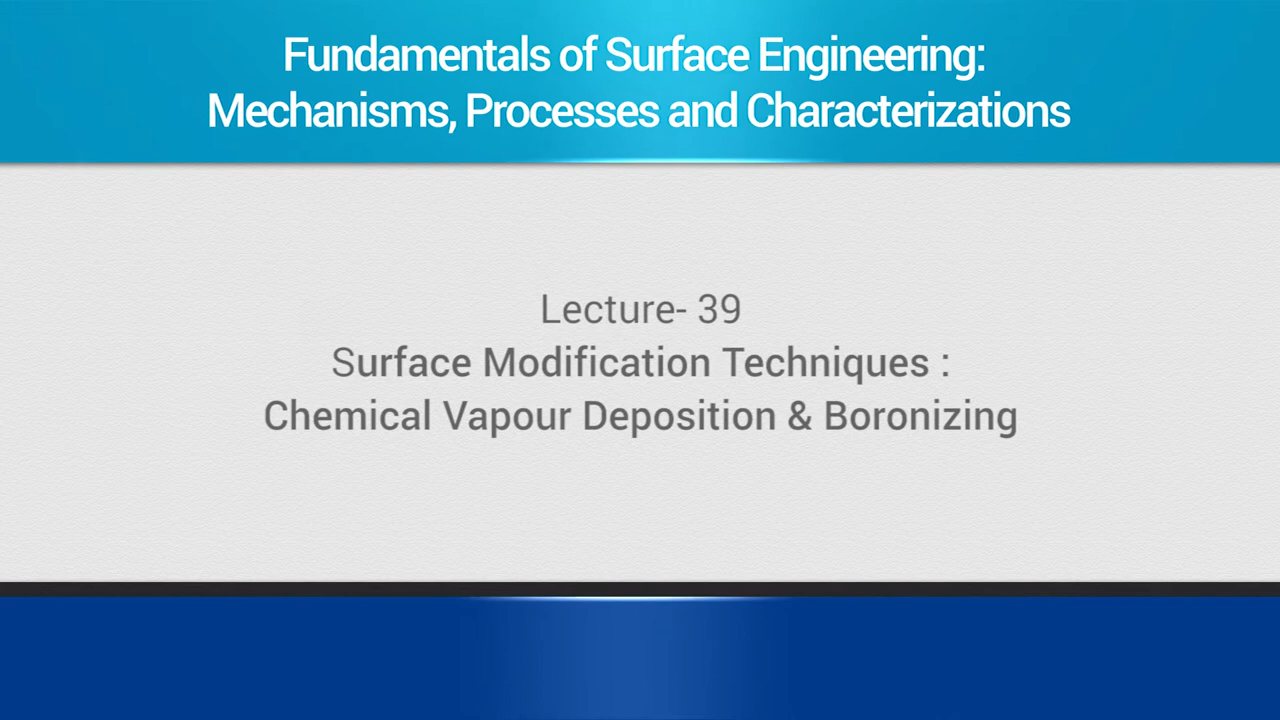 Fundamentals of Surface Engineering:
Mechanisms, Processes and Characterizations
Lecture- 39
Surface Modification Techniques :
Chemical Vapour Deposition & Boronizing